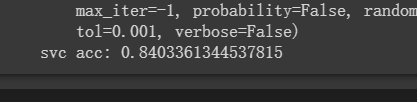 max_iter=-1, probability=False, random
tol=0.001, verbose=False)
svc acc: 0.8403361344537815